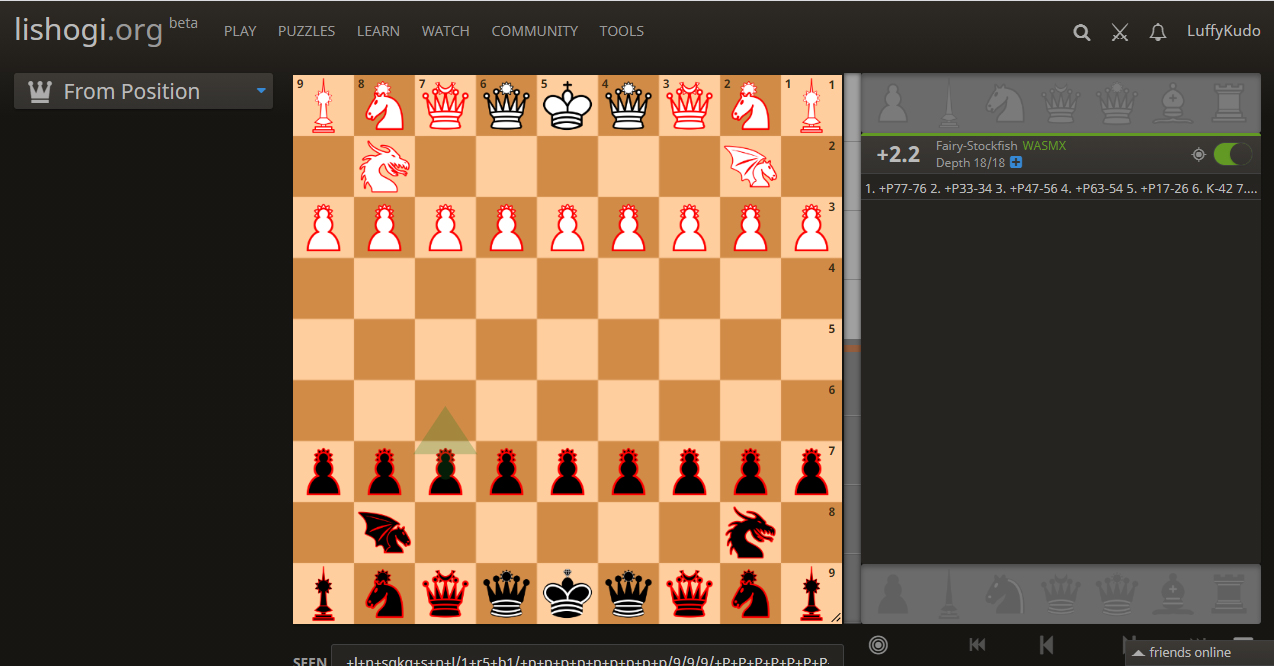 lishogi.org beta PLAY PUZZLES LEARN WATCH COMMUNITY TOOLS LuffyKudo
From Position
9 8 7 6 5 4 3 2 1 1
2
3
4
5
6
7
8
9
+2.2 Fairy-Stockfish WASMX
Depth 18/18
1. +P77-76 2. +P33-34 3. +P47-56 4. +P63-54 5. +P17-26 6. K-42 7....
friends online
SEEN +l+n+sgkg+s+n+l/1+r5+b1/+p+p+p+p+p+p+p+p+p/9/9/9/+P+P+P+P+P+P+P-